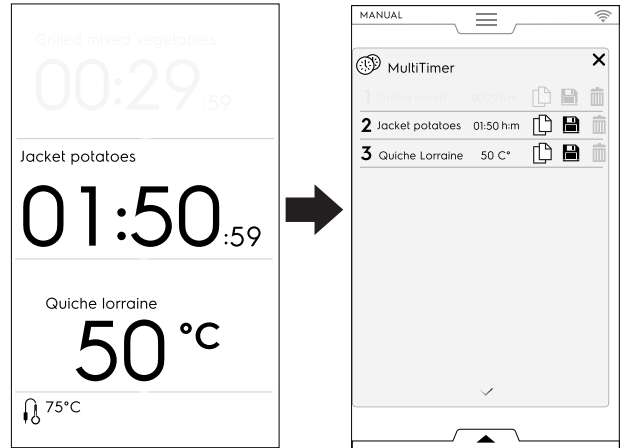 Grilled mixed vegetables
00:29:59
Jacket potatoes
01:50:59
Quiche lorraine
50 °C
75°C
MANUAL
MultiTimer
1 Grilled mixed 00:29 h:m
2 Jacket potatoes 01:50 h:m
3 Quiche Lorraine 50 C°